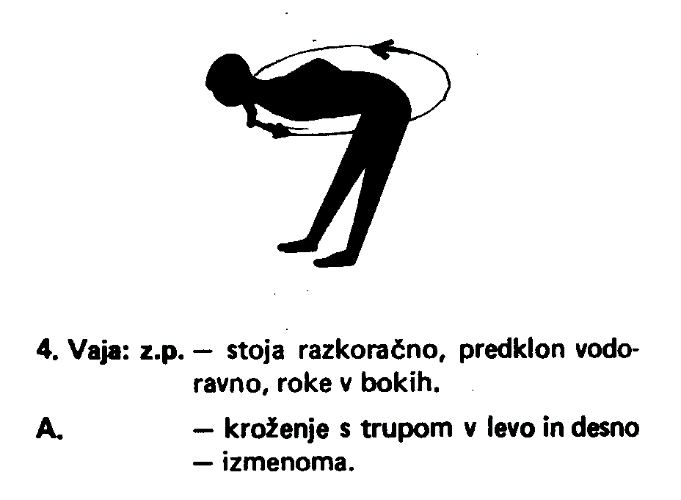 4. Vaja: z.p. — stoja razkoračno, predklon vodo-
ravno, roke v bokih.
A. — kroženje s trupom v levo in desno
— izmenoma.